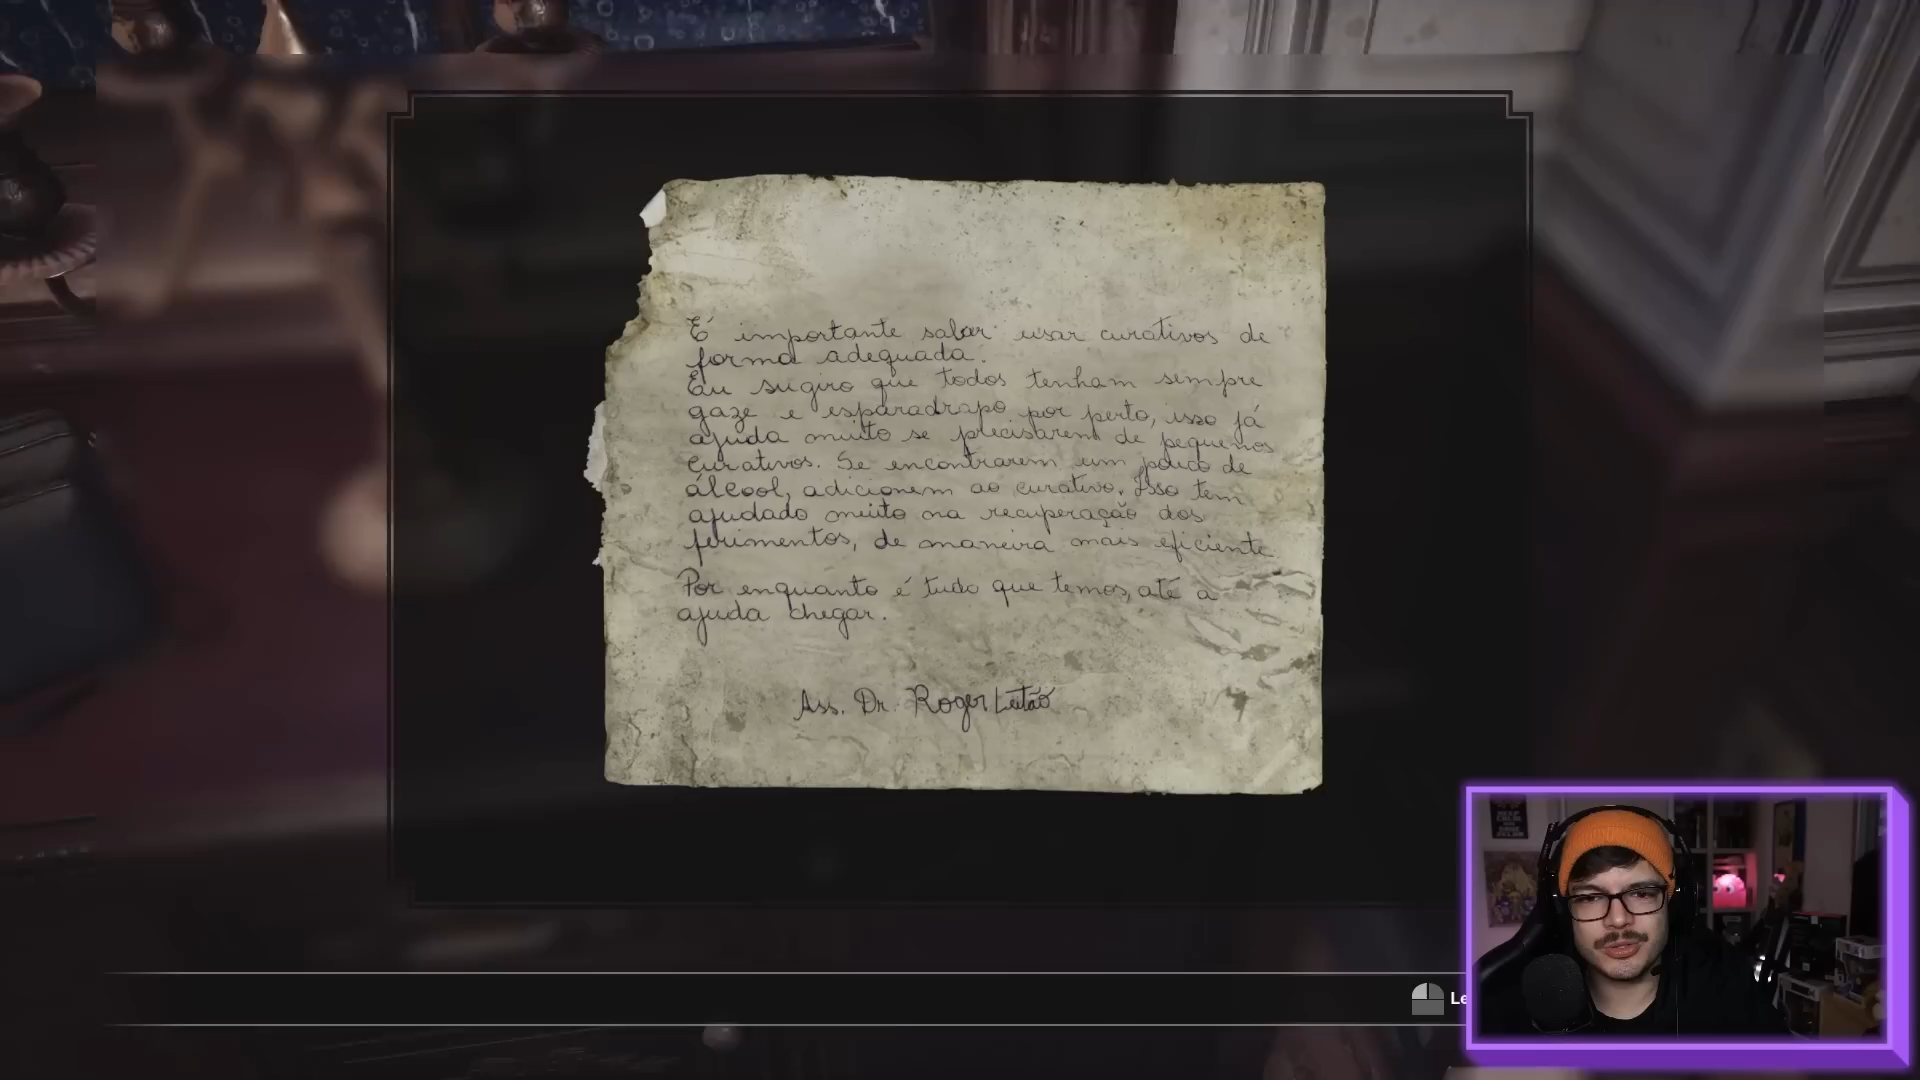 É importante saber usar curativos de
forma adequada.
Eu sugiro que todos tenham sempre
gaze e esparadrapo por perto, isso já
ajuda muito se precisarem de pequenos
curativos. Se encontrarem um pouco de
álcool, adicionem ao curativo. Isso tem
ajudado muito na recuperação dos
ferimentos, de maneira mais eficiente
Por enquanto é tudo que temos, até a
ajuda chegar.
Ass. Dr. Roger Leitão
Le
KEEP